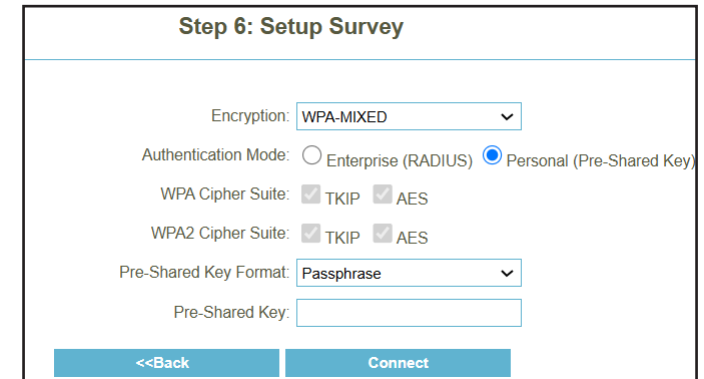 Step 6: Setup Survey
Encryption: WPA-MIXED
Authentication Mode: Enterprise (RADIUS) Personal (Pre-Shared Key)
WPA Cipher Suite: TKIP AES
WPA2 Cipher Suite: TKIP AES
Pre-Shared Key Format: Passphrase
Pre-Shared Key:
<<Back Connect